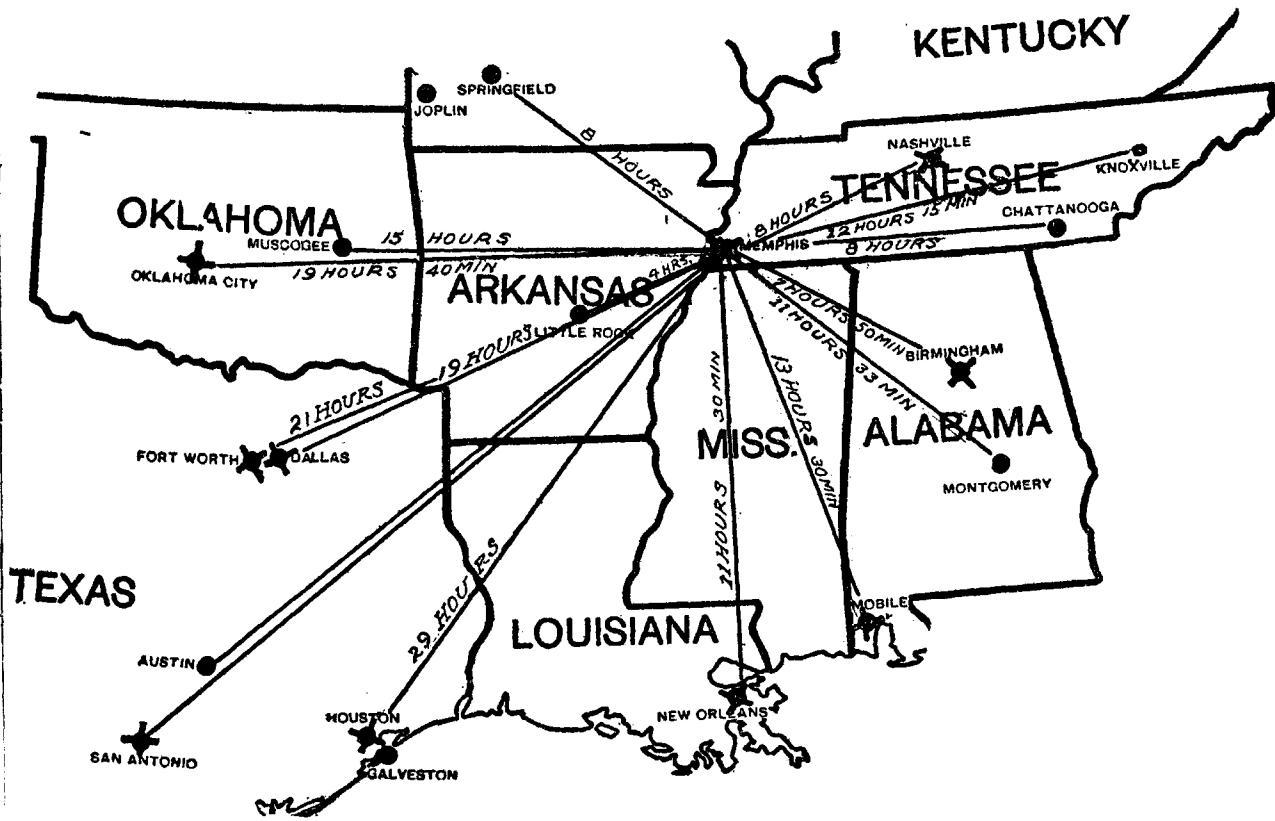 KENTUCKY
SPRINGFIELD
JOPLIN
8 HOURS
NASHVILLE
KNOXVILLE
TENNESSEE
8 HOURS
12 HOURS 15 MIN
CHATTANOOGA
8 HOURS
MEMPHIS
OKLAHOMA
MUSCOGEE
15 HOURS
OKLAHOMA CITY
19 HOURS 40 MIN
4 HRS.
ARKANSAS
LITTLE ROCK
19 HOURS
21 HOURS
FORT WORTH
DALLAS
HOURS 50 MIN
BIRMINGHAM
11 HOURS 33 MIN
ALABAMA
MONTGOMERY
13 HOURS 30 MIN
MISS.
11 HOURS 30 MIN
MOBILE
TEXAS
29 HOURS
LOUISIANA
AUSTIN
SAN ANTONIO
HOUSTON
GALVESTON
NEW ORLEANS